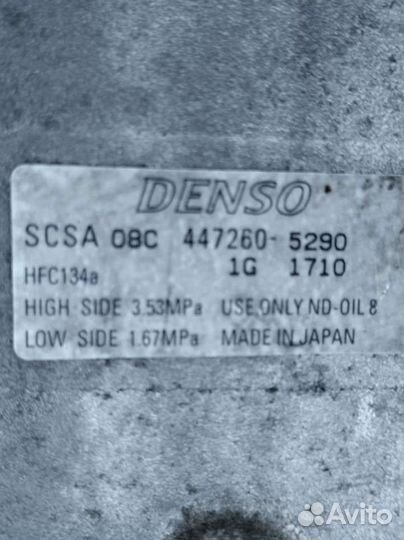 DENSO
SCSA 08C 447260-5290
HFC134a 1G 1710
HIGH SIDE 3.53MPa USE ONLY ND-OIL 8
LOW SIDE 1.67MPa MADE IN JAPAN
Avito